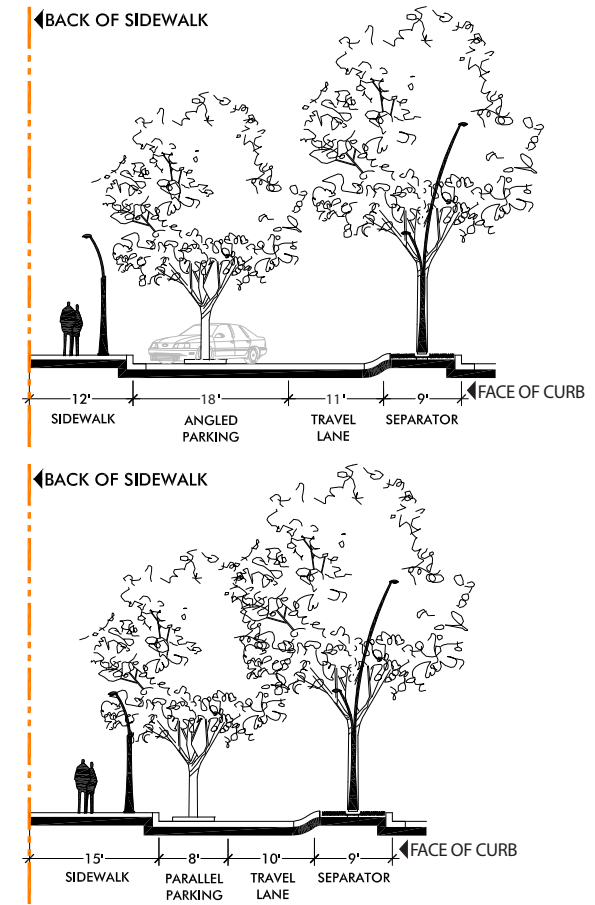 BACK OF SIDEWALK
12' 18' 11' 9' FACE OF CURB
SIDEWALK ANGLED PARKING TRAVEL LANE SEPARATOR
BACK OF SIDEWALK
15' 8' 10' 9' FACE OF CURB
SIDEWALK PARALLEL PARKING TRAVEL LANE SEPARATOR